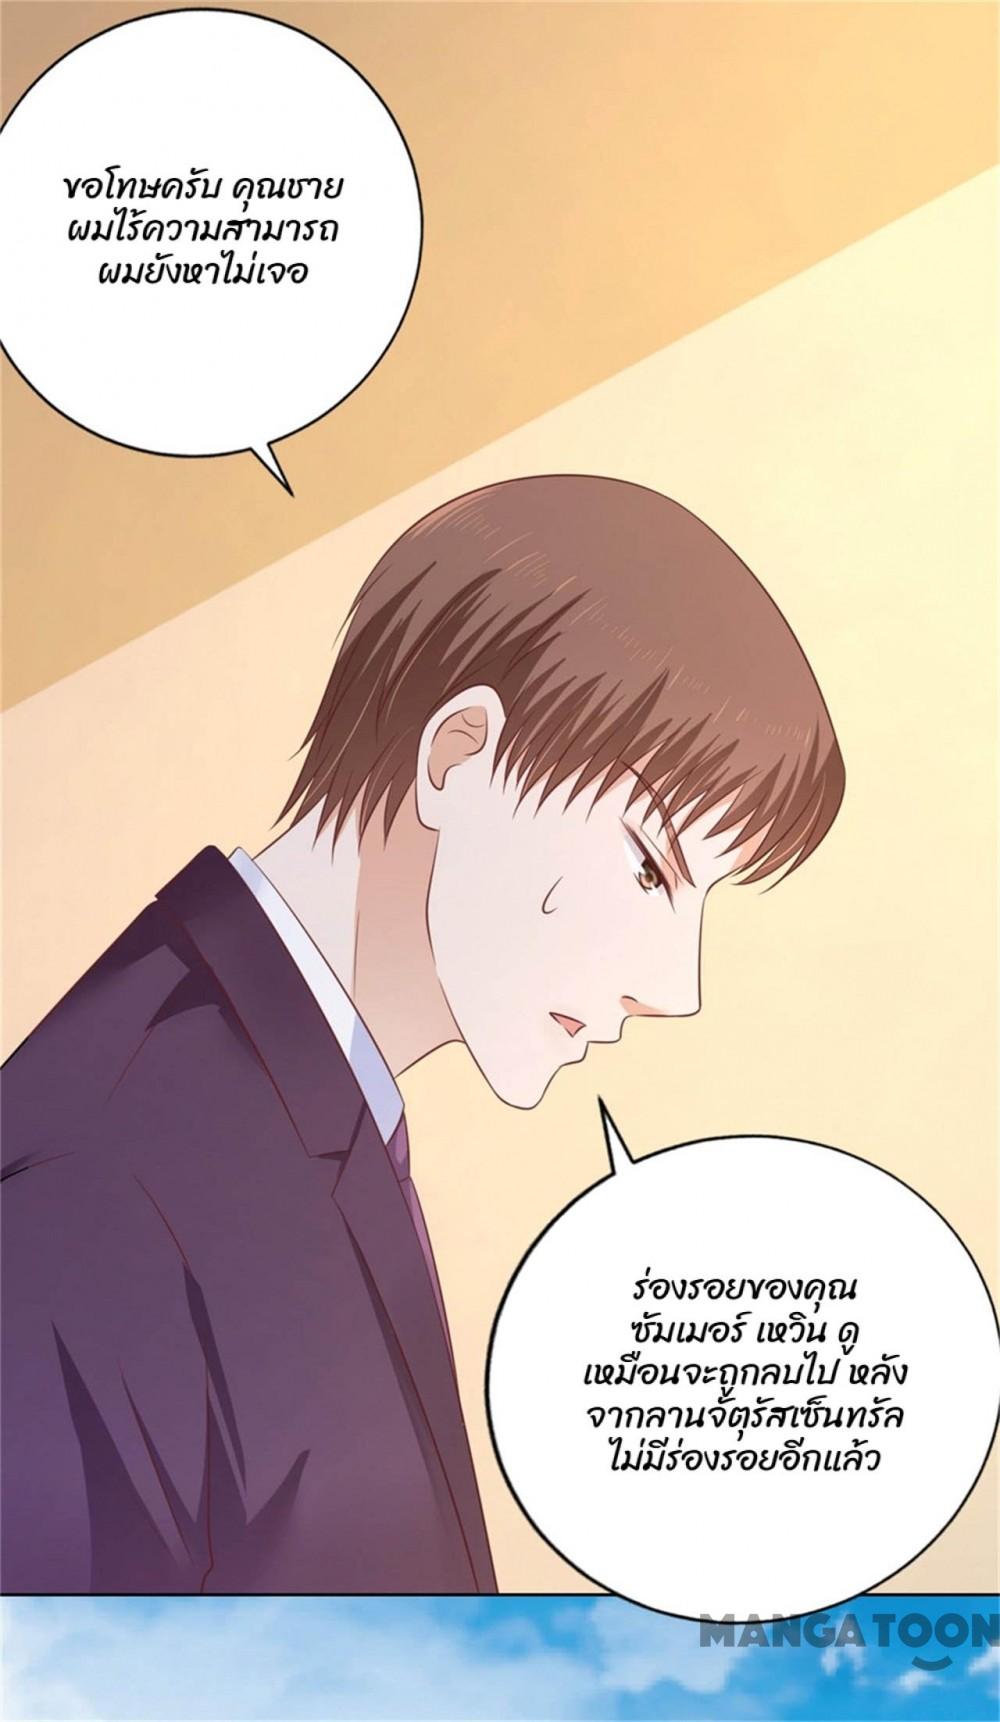 ขอโทษครับ คุณชาย
ผมไร้ความสามารถ
ผมยังหาไม่เจอ
ร่องรอยของคุณ
ซัมเมอร์ เหวิน ดู
เหมือนจะถูกลบไป หลัง
จากลานจัตุรัสเซ็นทรัล
ไม่มีร่องรอยอีกแล้ว
MANGATOON